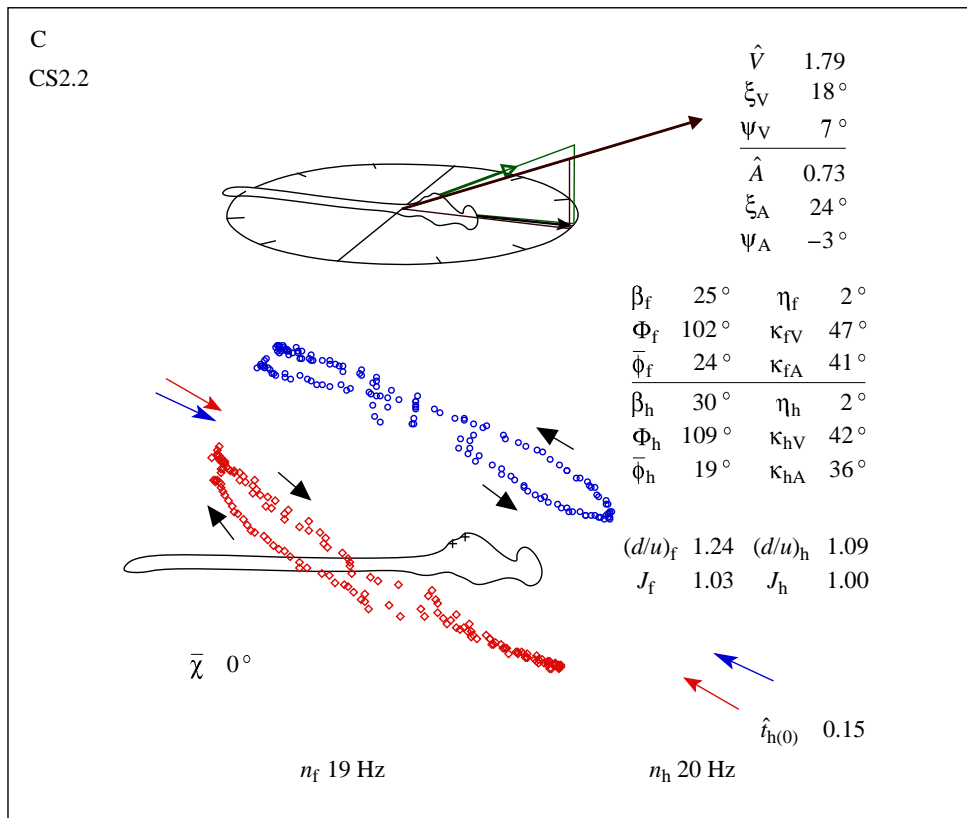 C
CS2.2
V̂ 1.79
ξV 18°
ψV 7°
Â 0.73
ξA 24°
ψA −3°
βf 25° ηf 2°
Φf 102° κfV 47°
ϕ̄f 24° κfA 41°
βh 30° ηh 2°
Φh 109° κhV 42°
ϕ̄h 19° κhA 36°
(d/u)f 1.24 (d/u)h 1.09
Jf 1.03 Jh 1.00
χ̄ 0°
t̂h(0) 0.15
nf 19 Hz nh 20 Hz